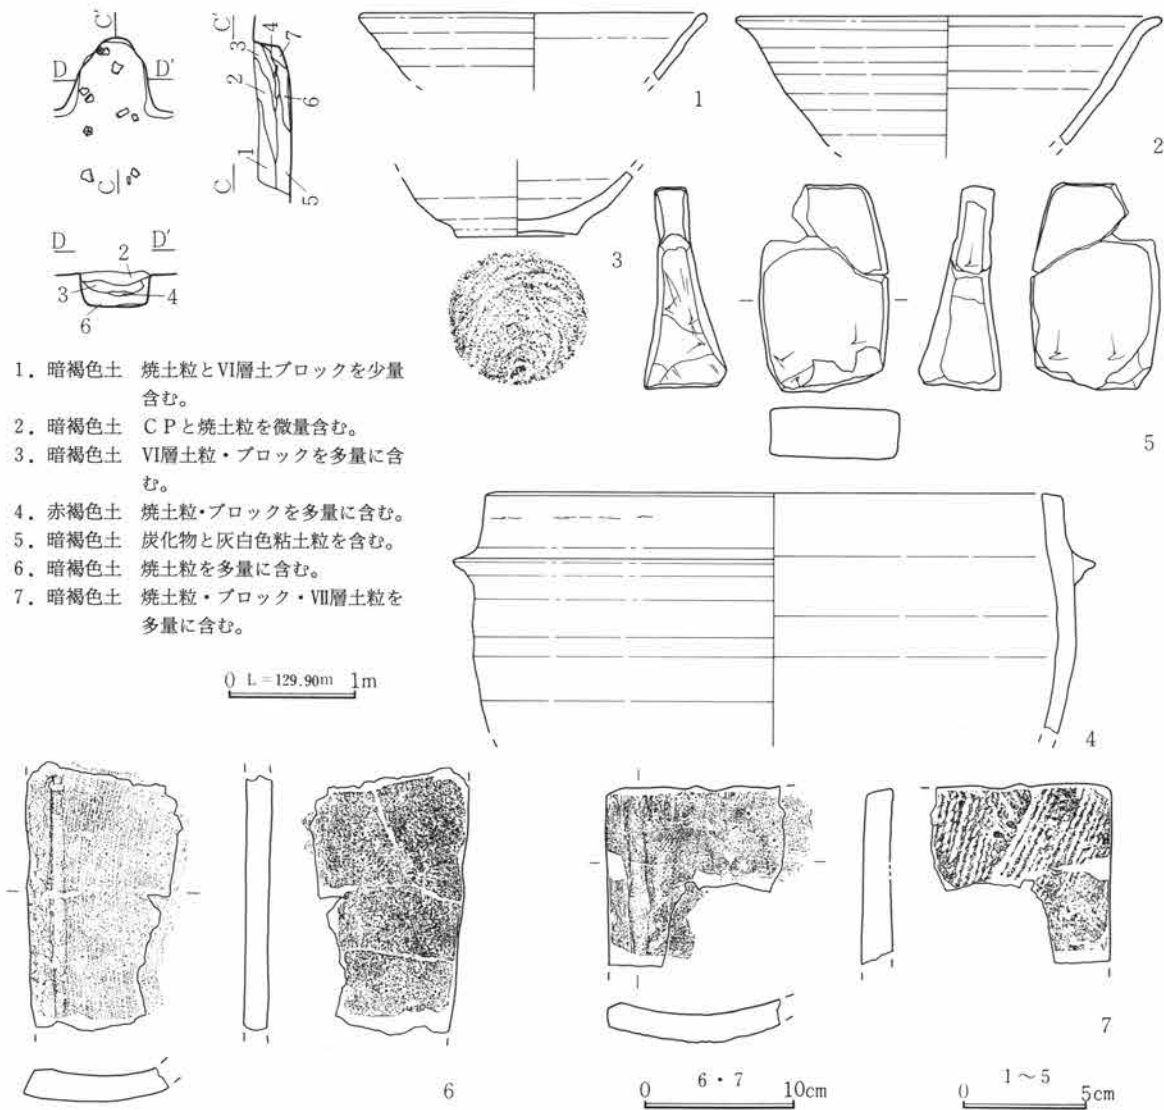 C'
D D'
C
C' 3 4 7
2
6
1
C 5
D D'
2
3 4
6
1
2
3
5
1. 暗褐色土 焼土粒とVI層土ブロックを少量
含む。
2. 暗褐色土 CPと焼土粒を微量含む。
3. 暗褐色土 VI層土粒・ブロックを多量に含
む。
4. 赤褐色土 焼土粒・ブロックを多量に含む。
5. 暗褐色土 炭化物と灰白色粘土粒を含む。
6. 暗褐色土 焼土粒を多量に含む。
7. 暗褐色土 焼土粒・ブロック・VII層土粒を
多量に含む。
0 L=129.90m 1m
4
6
7
0 6・7 10cm
0 1~5 5cm